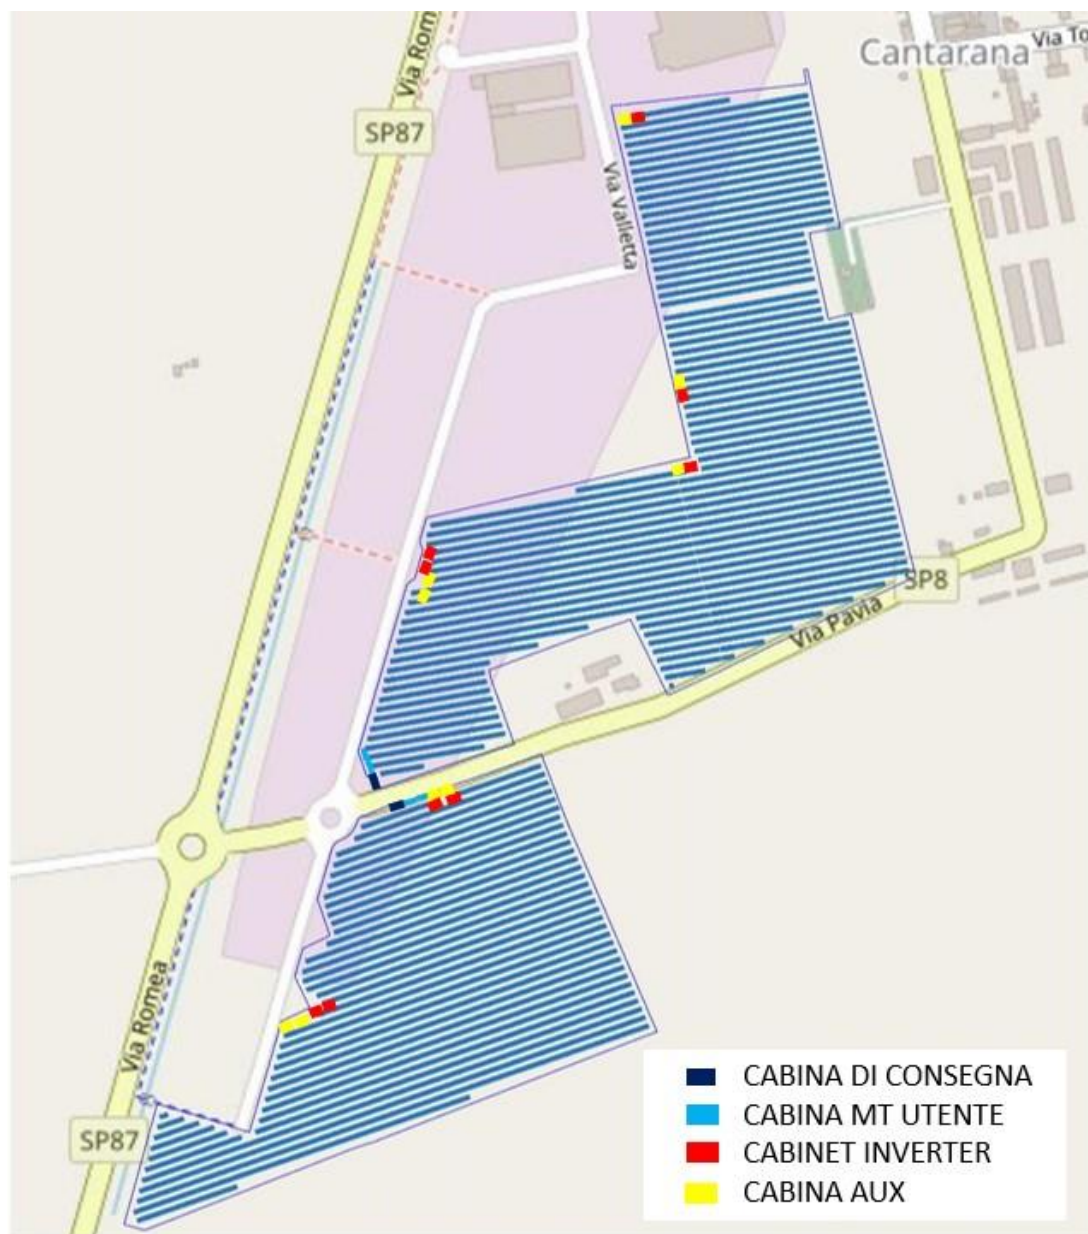 Via Rom
Cantarana
Via To
SP87
Via Valletta
SP8
Via Pavia
Via Romea
SP87
CABINA DI CONSEGNA
CABINA MT UTENTE
CABINET INVERTER
CABINA AUX